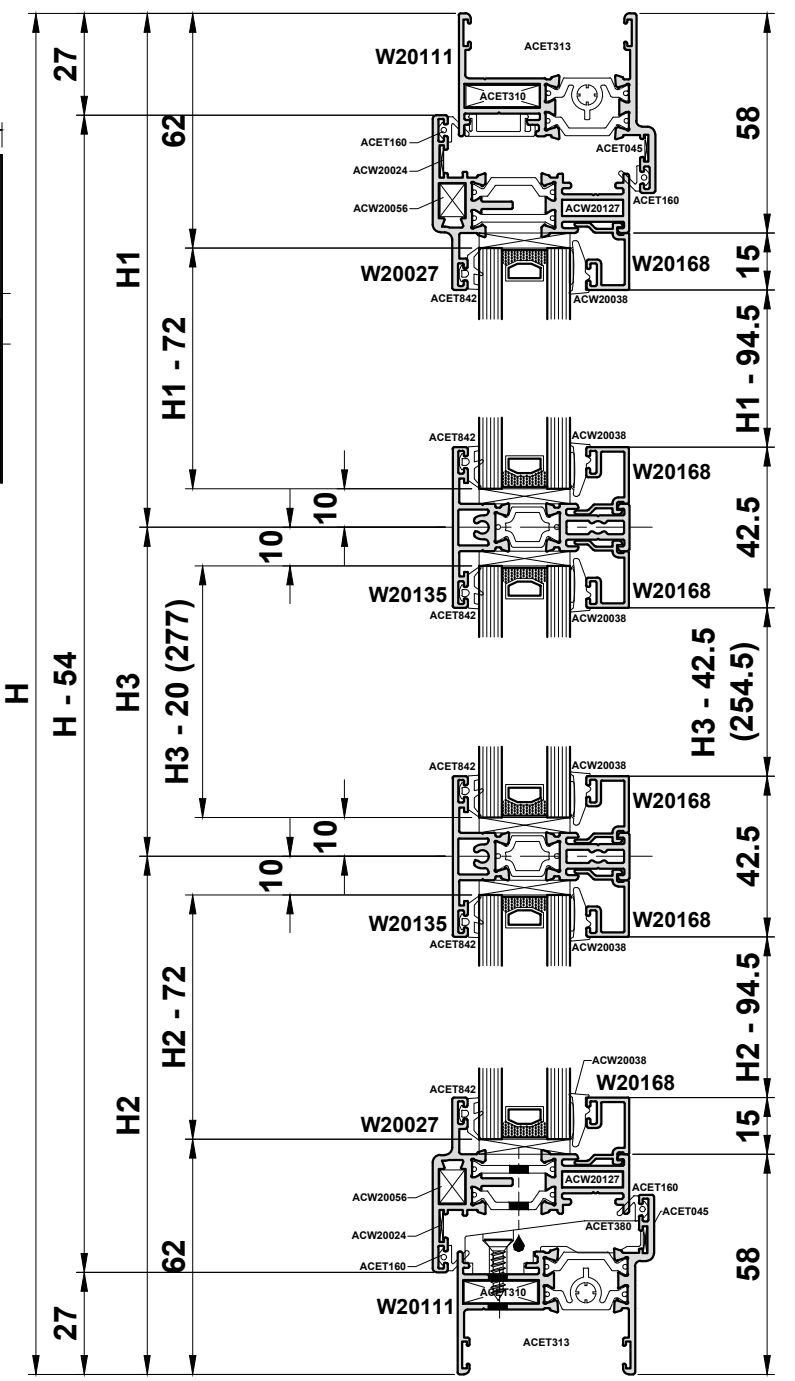 ACET313
W20111
27
ACET310
62
58
ACET160
ACET045
ACW20024
ACET160
ACW20056
ACW20127
W20027
W20168
15
ACET842
ACW20038
H1
H1 - 72
H1 - 94.5
ACET842
ACW20038
W20168
10
42.5
10
W20135
W20168
ACET842
ACW20038
H
H - 54
H3
H3 - 20 (277)
H3 - 42.5
(254.5)
ACET842
ACW20038
W20168
10
42.5
10
W20135
W20168
ACET842
ACW20038
H2
H2 - 72
H2 - 94.5
ACW20038
ACET842
W20168
W20027
15
ACW20127
ACET160
ACW20056
ACET045
ACW20024
ACET380
ACET160
62
58
ACET310
W20111
27
ACET313